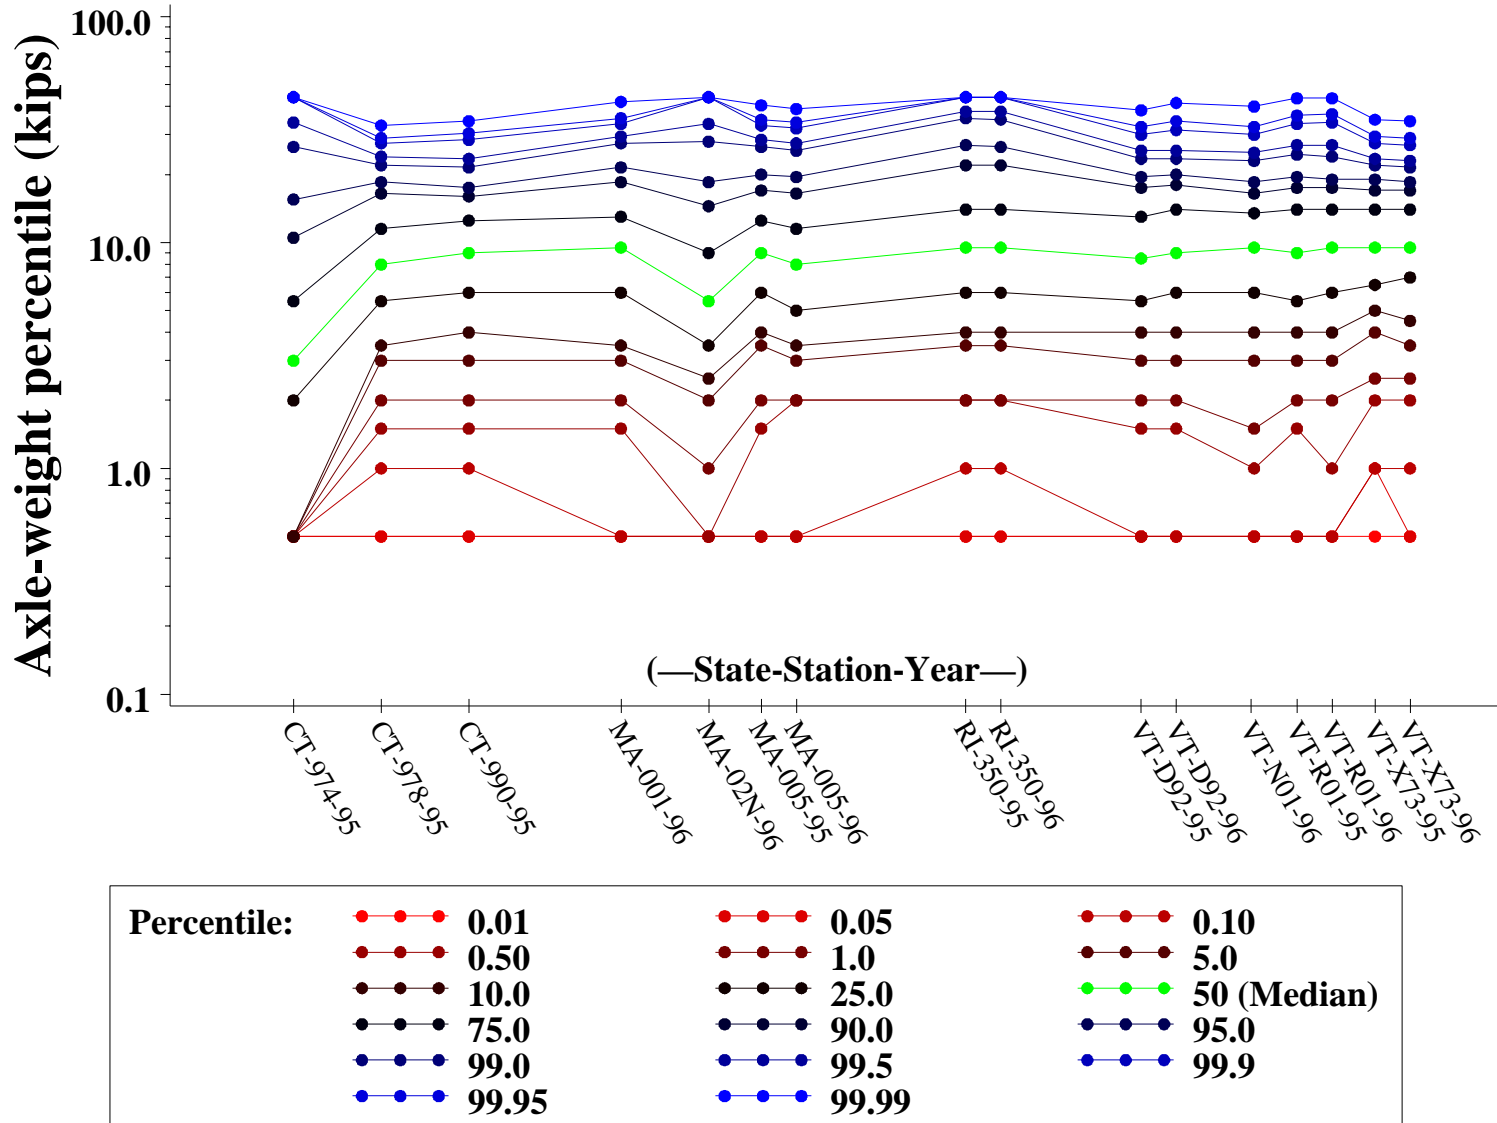 Axle-weight percentile (kips)
100.0
10.0
1.0
0.1
(—State-Station-Year—)
CT-974-95
CT-978-95
CT-990-95
MA-001-96
MA-02N-96
MA-005-95
MA-005-96
RI-350-95
RI-350-96
VT-D92-95
VT-D92-96
VT-N01-96
VT-R01-95
VT-R01-96
VT-X73-95
VT-X73-96
Percentile: 0.01 0.05 0.10
0.50 1.0 5.0
10.0 25.0 50 (Median)
75.0 90.0 95.0
99.0 99.5 99.9
99.95 99.99